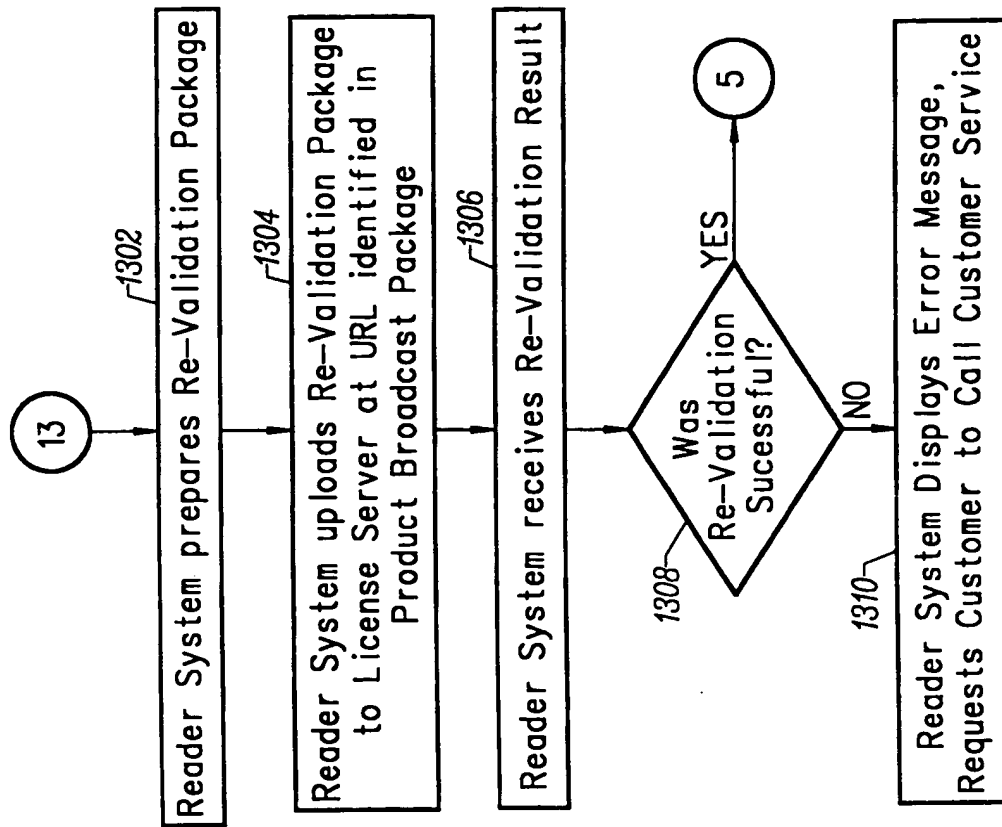 13
1302
Reader System prepares Re-Validation Package
1304
Reader System uploads Re-Validation Package
to License Server at URL identified in
Product Broadcast Package
1306
Reader System receives Re-Validation Result
1308
Was
Re-Validation
Sucessful?
YES
5
NO
1310
Reader System Displays Error Message,
Requests Customer to Call Customer Service